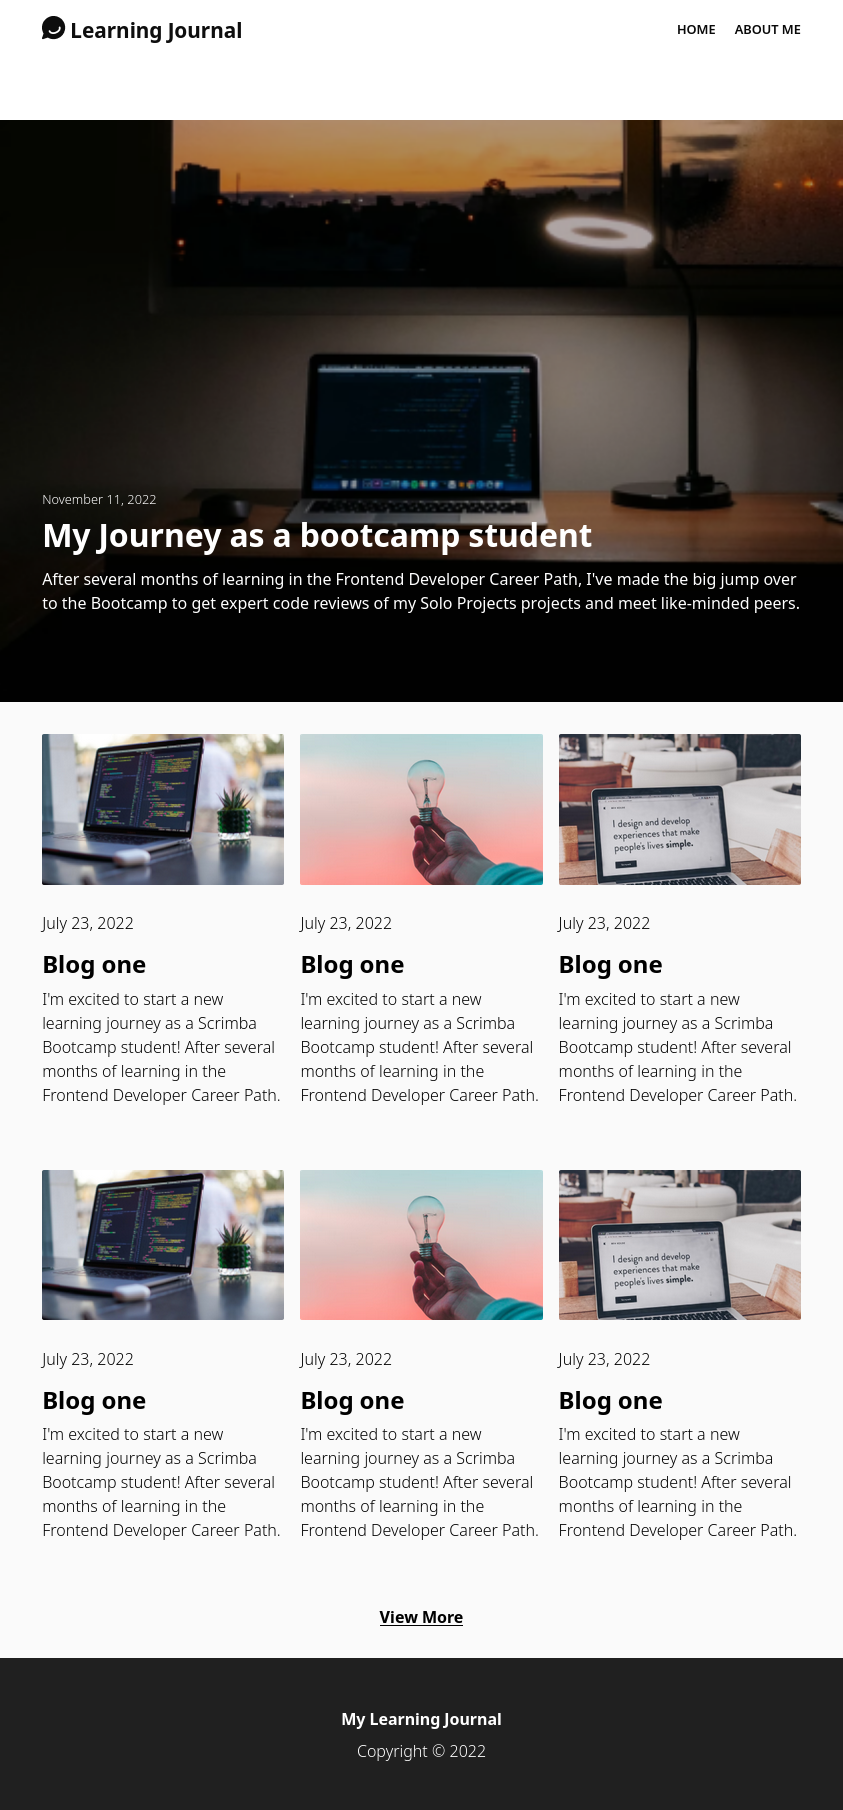 Learning Journal
HOME ABOUT ME
November 11, 2022
My Journey as a bootcamp student
After several months of learning in the Frontend Developer Career Path, I've made the big jump over
to the Bootcamp to get expert code reviews of my Solo Projects projects and meet like-minded peers.
I design and develop
experiences that make
people's lives simple.
July 23, 2022
Blog one
I'm excited to start a new
learning journey as a Scrimba
Bootcamp student! After several
months of learning in the
Frontend Developer Career Path.
July 23, 2022
Blog one
I'm excited to start a new
learning journey as a Scrimba
Bootcamp student! After several
months of learning in the
Frontend Developer Career Path.
July 23, 2022
Blog one
I'm excited to start a new
learning journey as a Scrimba
Bootcamp student! After several
months of learning in the
Frontend Developer Career Path.
I design and develop
experiences that make
people's lives simple.
July 23, 2022
Blog one
I'm excited to start a new
learning journey as a Scrimba
Bootcamp student! After several
months of learning in the
Frontend Developer Career Path.
July 23, 2022
Blog one
I'm excited to start a new
learning journey as a Scrimba
Bootcamp student! After several
months of learning in the
Frontend Developer Career Path.
July 23, 2022
Blog one
I'm excited to start a new
learning journey as a Scrimba
Bootcamp student! After several
months of learning in the
Frontend Developer Career Path.
View More
My Learning Journal
Copyright © 2022